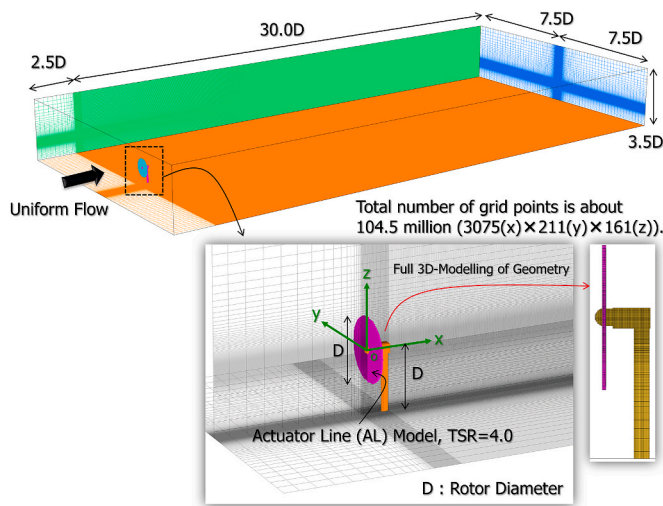 30.0D
7.5D
7.5D
2.5D
3.5D
Uniform Flow
Total number of grid points is about
104.5 million (3075(x)×211(y)×161(z)).
z
Full 3D-Modelling of Geometry
y
x
D
0
D
Actuator Line (AL) Model, TSR=4.0
D : Rotor Diameter